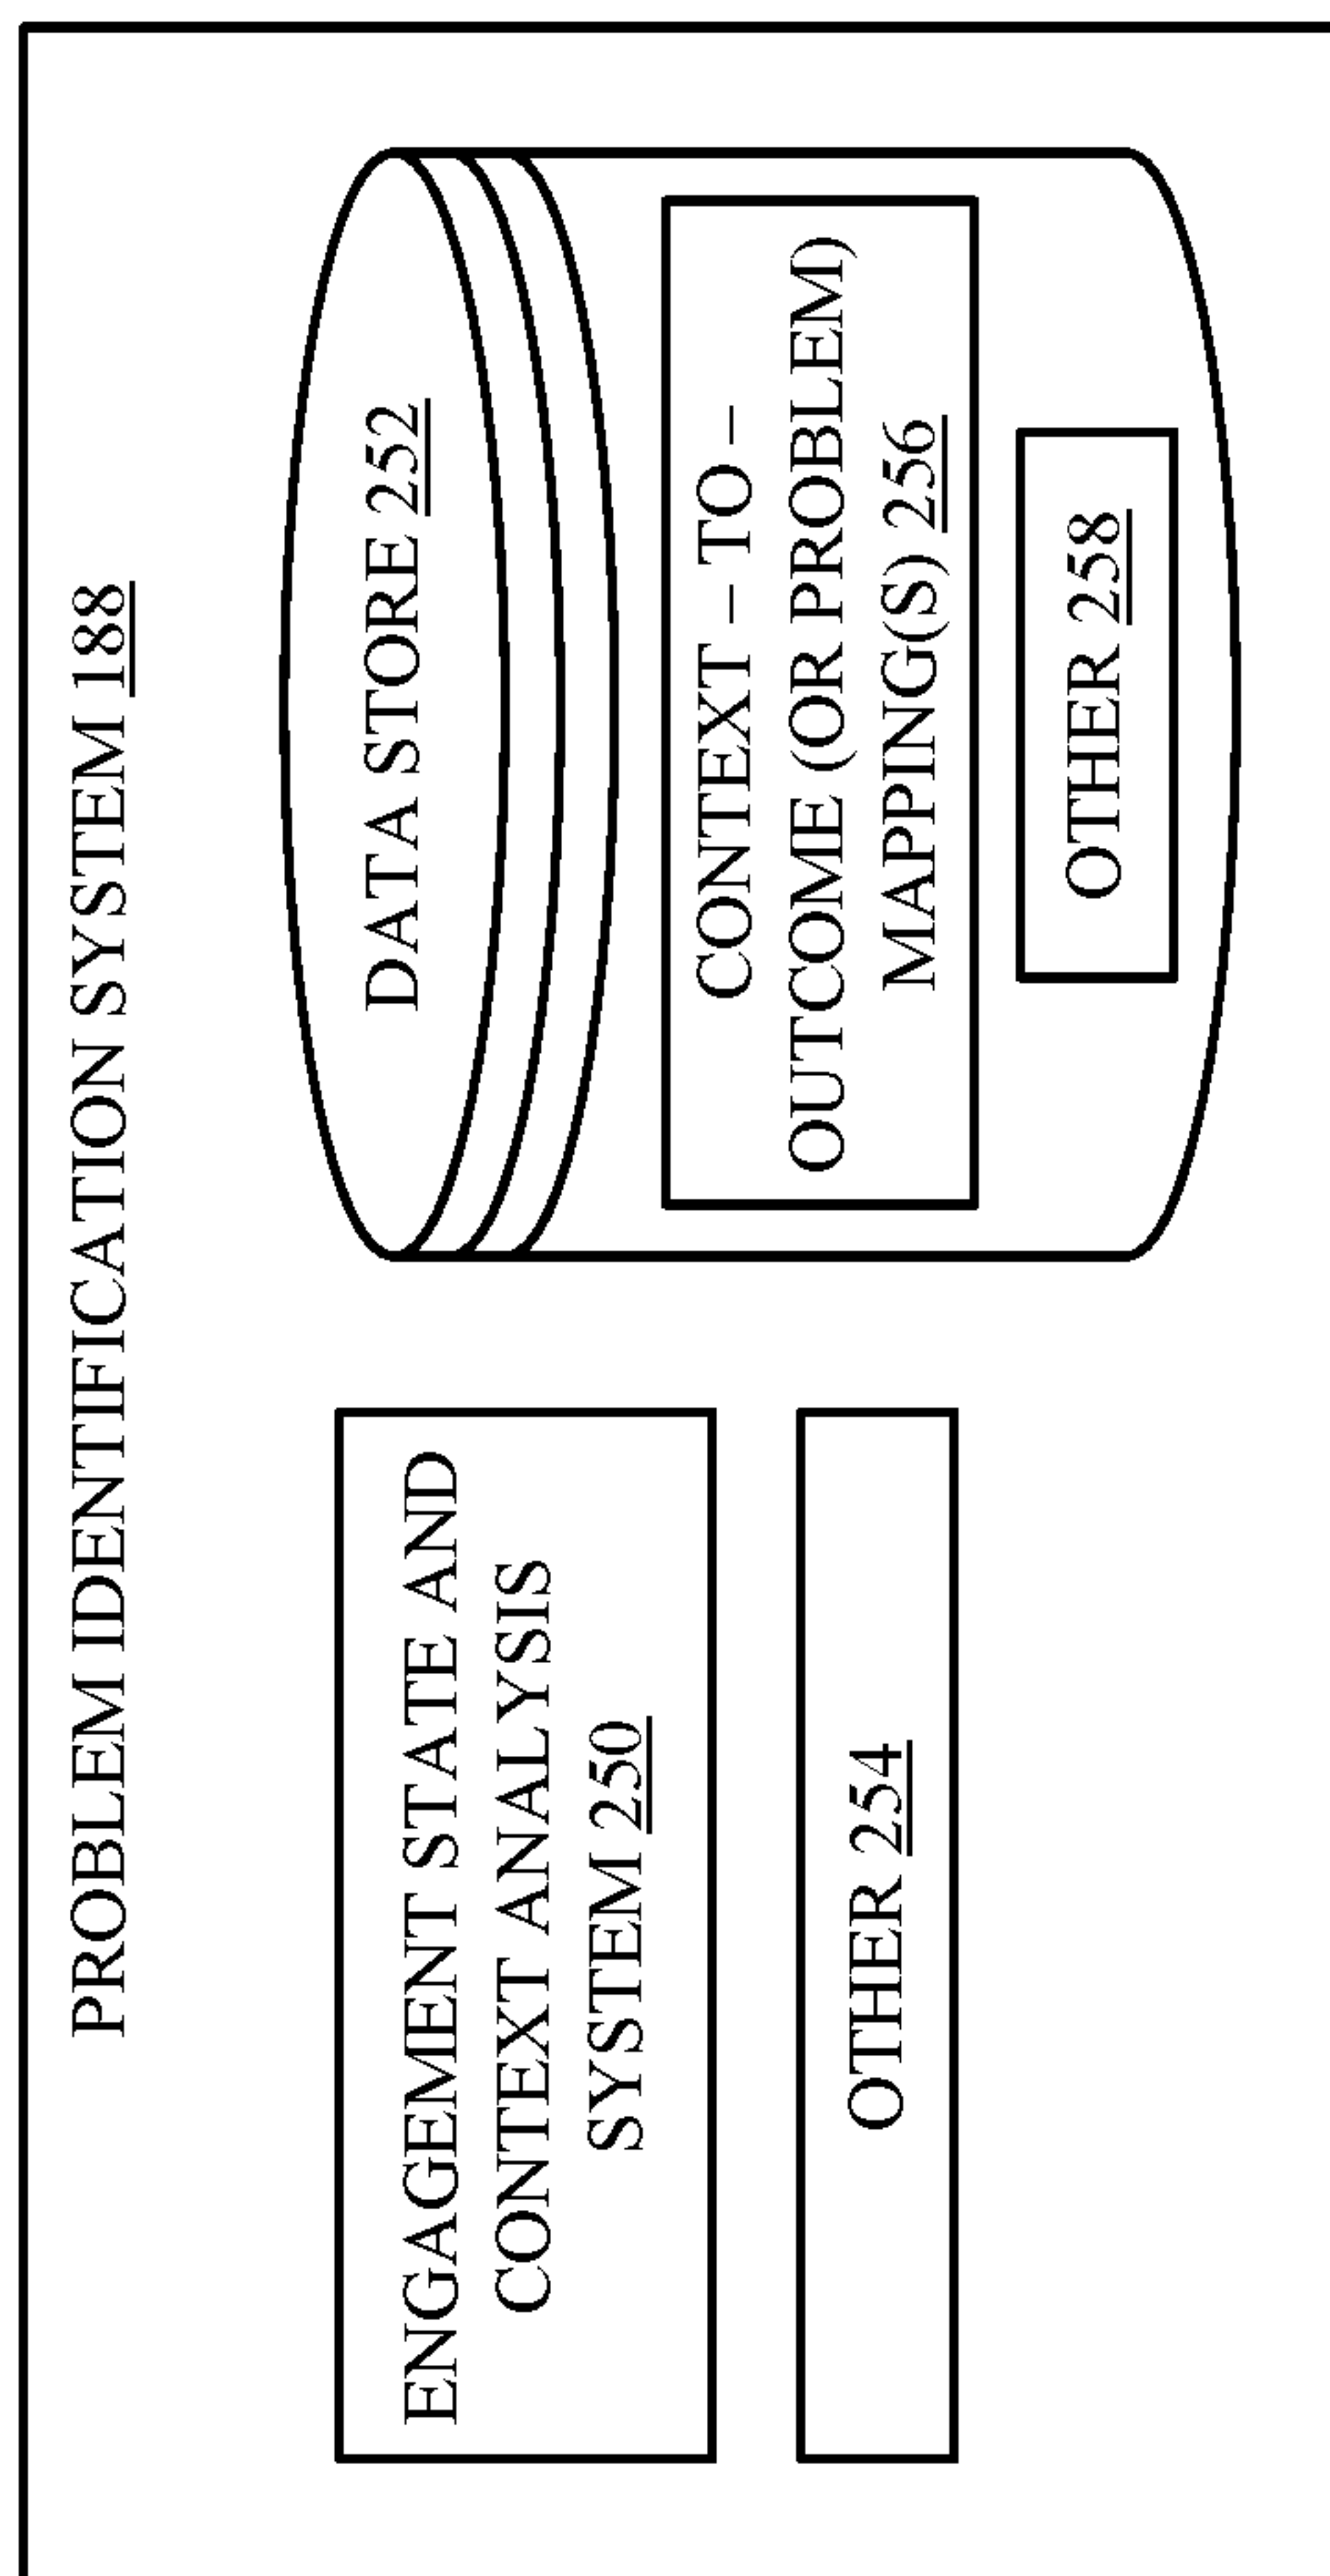 PROBLEM IDENTIFICATION SYSTEM 188
ENGAGEMENT STATE AND
CONTEXT ANALYSIS
SYSTEM 250
OTHER 254
DATA STORE 252
CONTEXT – TO –
OUTCOME (OR PROBLEM)
MAPPING(S) 256
OTHER 258